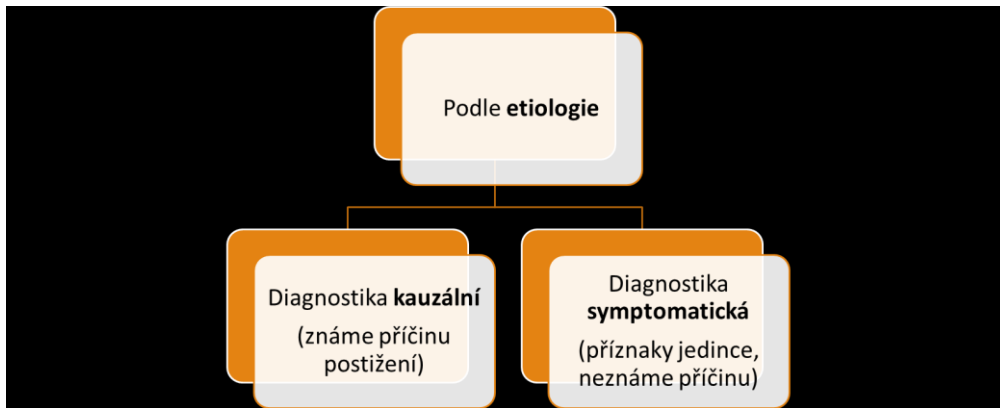 Podle etiologie
Diagnostika kauzální
(známe příčinu
postižení)
Diagnostika
symptomatická
(příznaky jedince,
neznáme příčinu)